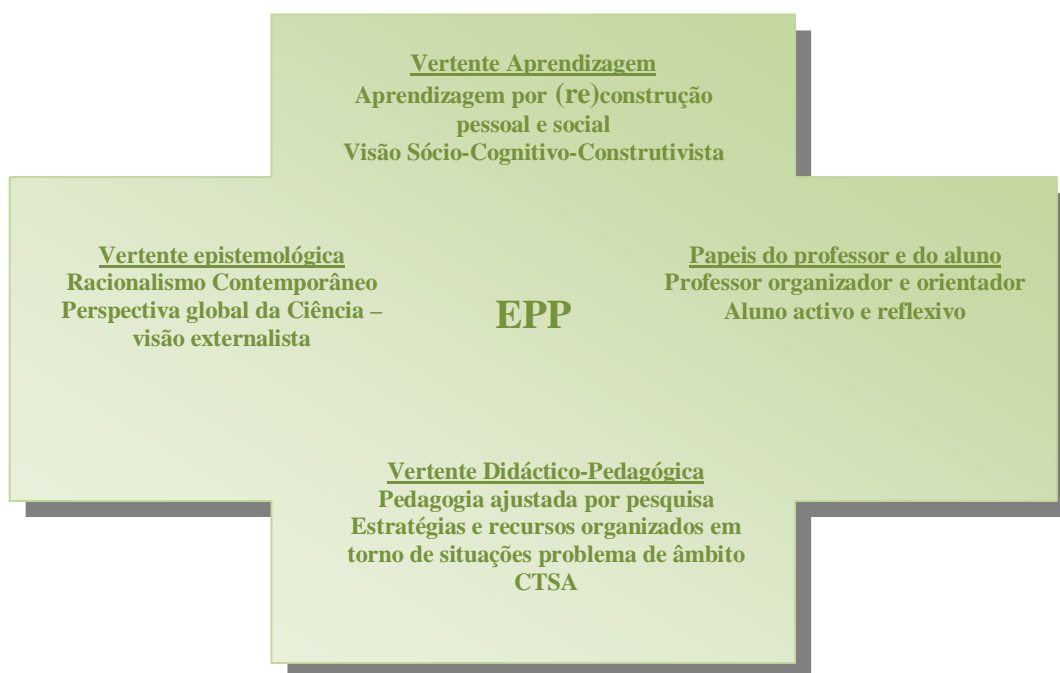 Vertente Aprendizagem
Aprendizagem por (re)construção
pessoal e social
Visão Sócio-Cognitivo-Construtivista
Vertente epistemológica
Racionalismo Contemporâneo
Perspectiva global da Ciência –
visão externalista
EPP
Papeis do professor e do aluno
Professor organizador e orientador
Aluno activo e reflexivo
Vertente Didáctico-Pedagógica
Pedagogia ajustada por pesquisa
Estratégias e recursos organizados em
torno de situações problema de âmbito
CTSA